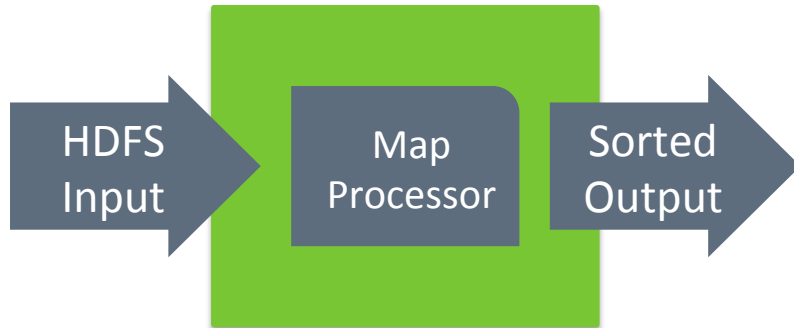 HDFS
Input
Map
Processor
Sorted
Output